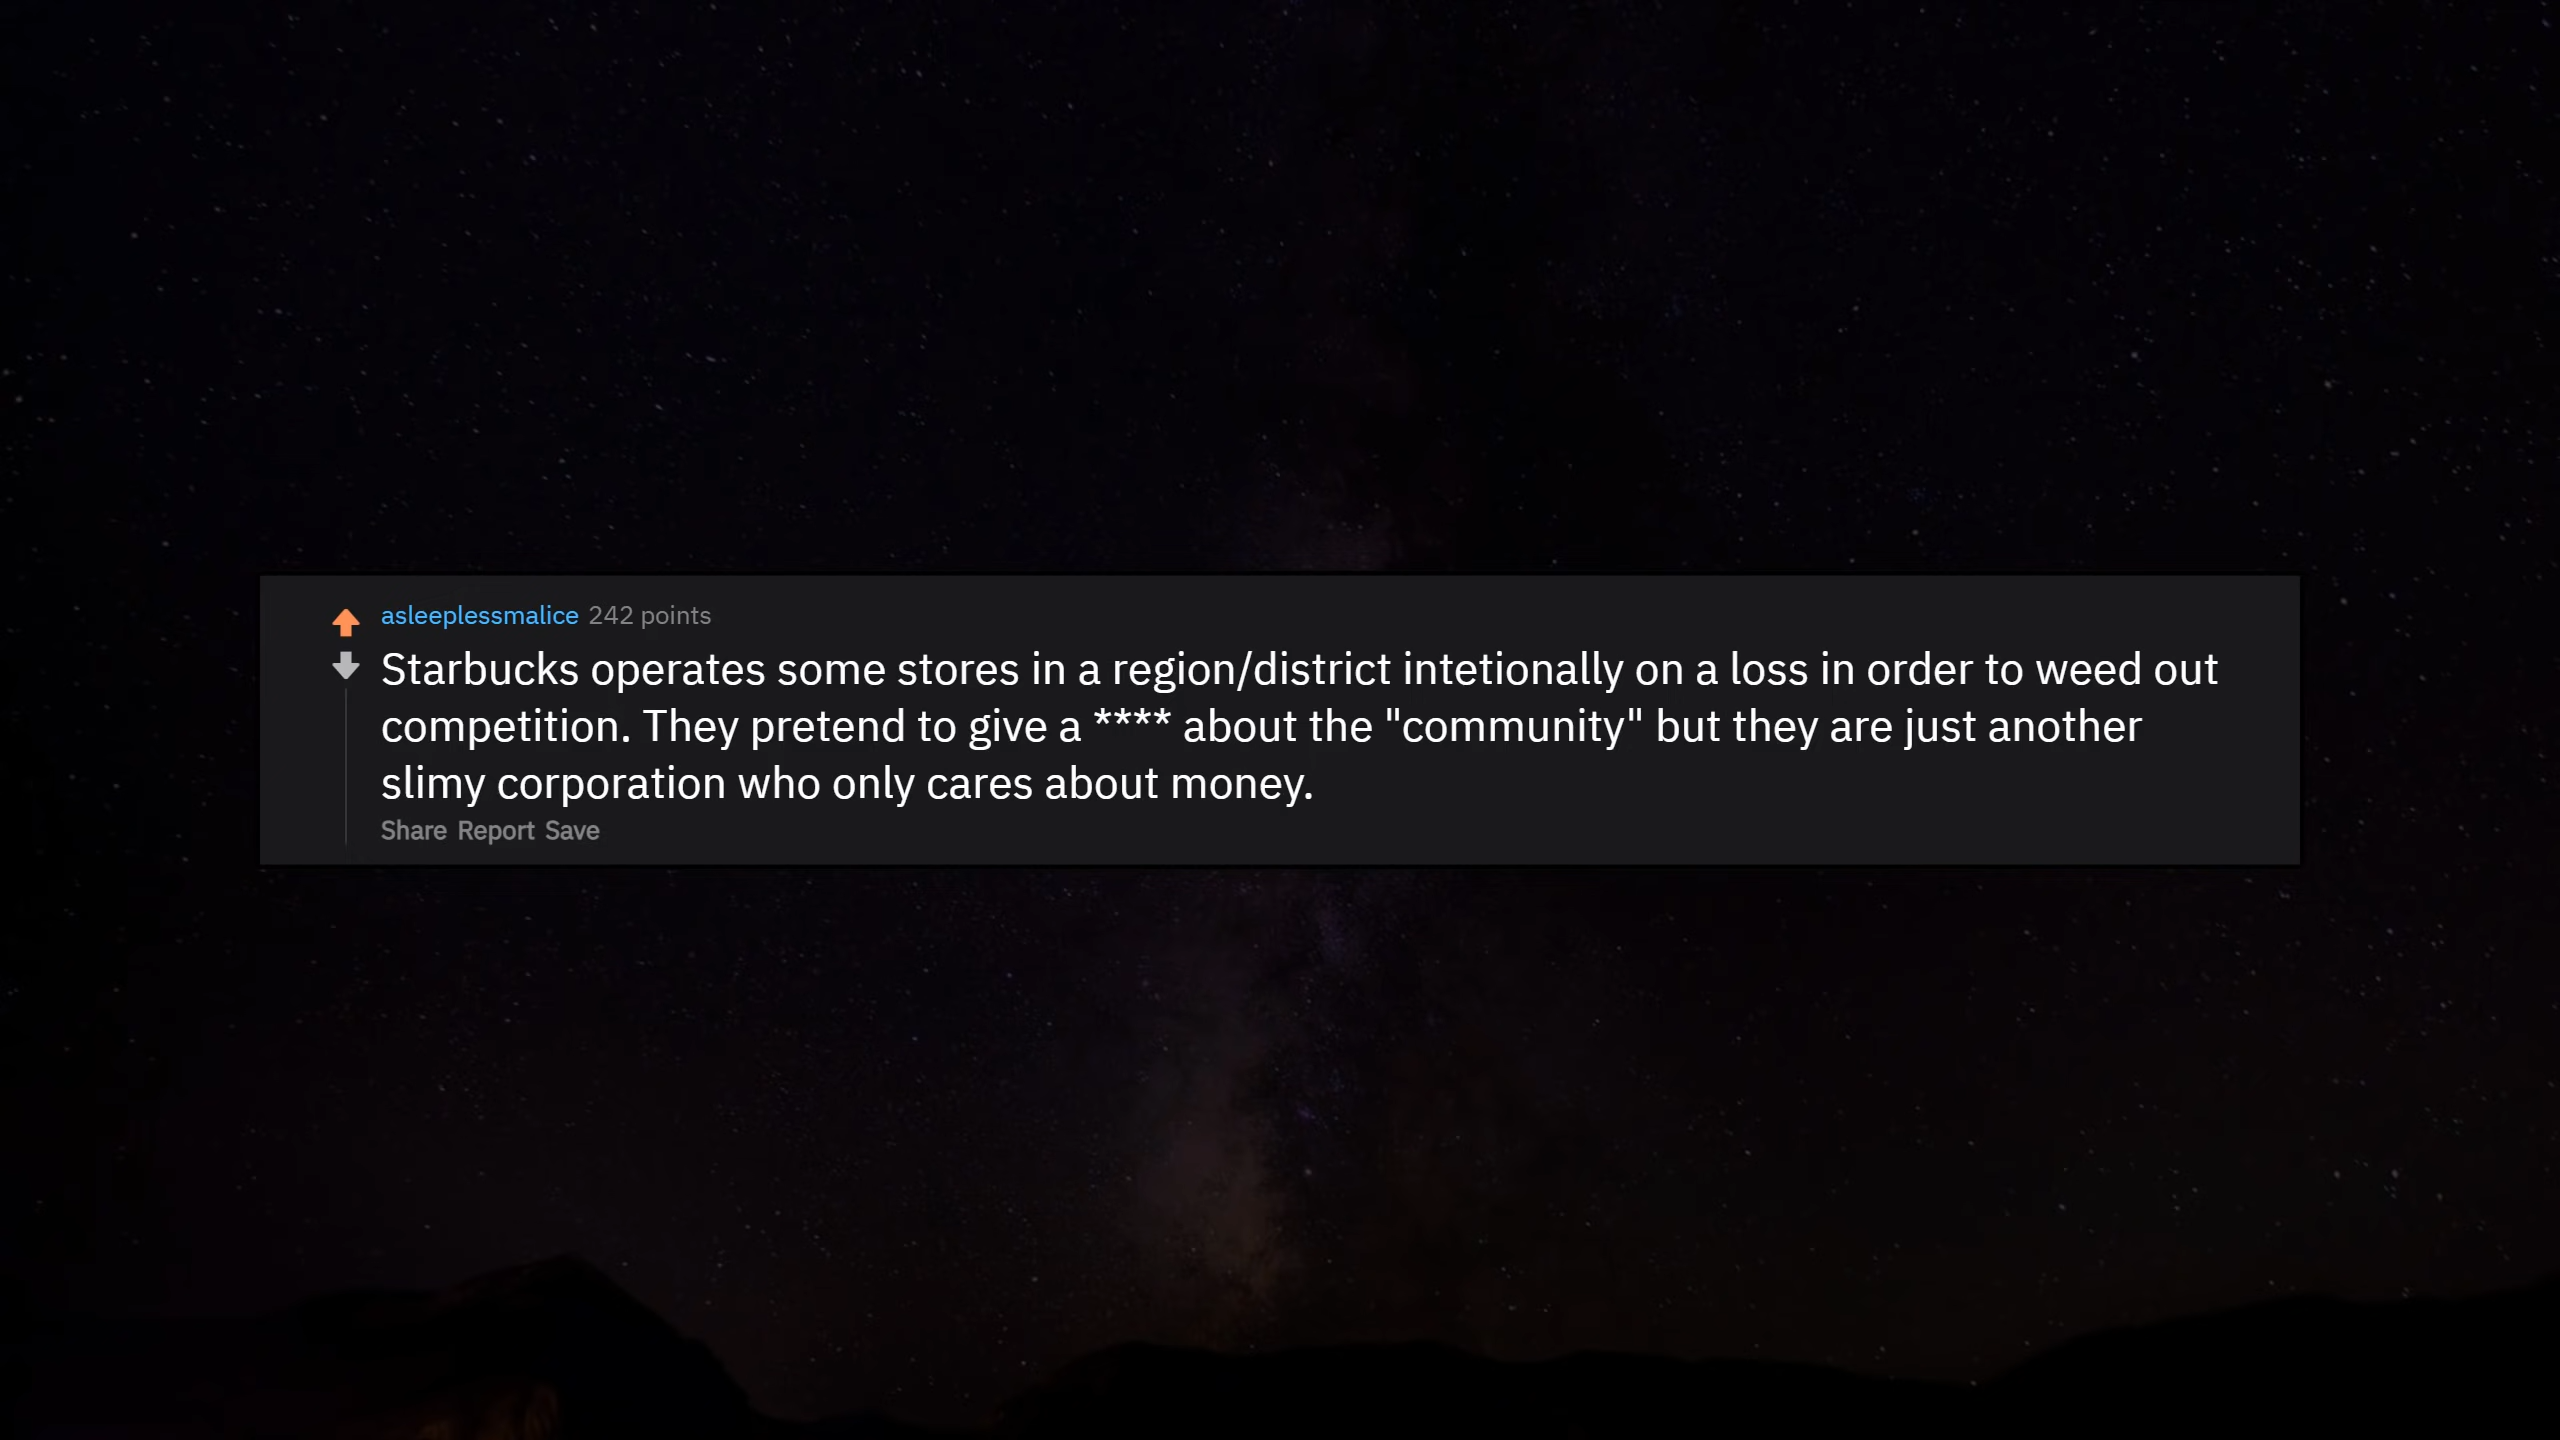 asleeplessmalice 242 points
Starbucks operates some stores in a region/district intetionally on a loss in order to weed out
competition. They pretend to give a **** about the "community" but they are just another
slimy corporation who only cares about money.
Share Report Save